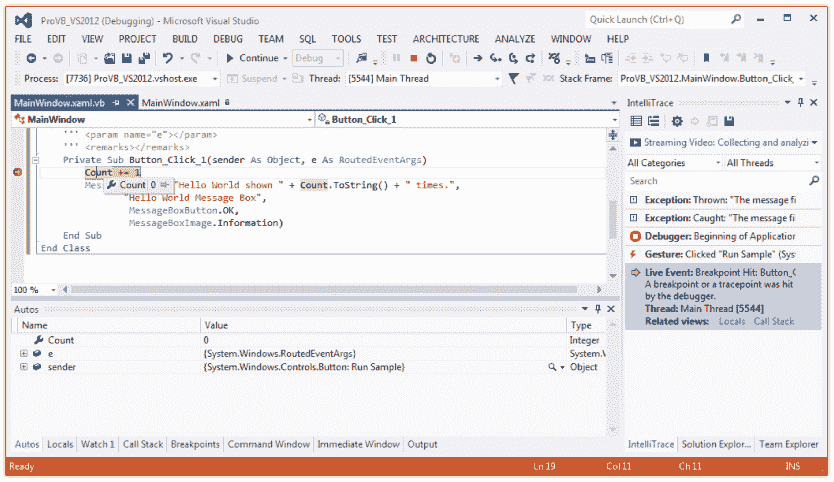 ProVB_VS2012 (Debugging) - Microsoft Visual Studio
Quick Launch (Ctrl+Q)
FILE EDIT VIEW PROJECT BUILD DEBUG TEAM SQL TOOLS TEST ARCHITECTURE ANALYZE WINDOW HELP
Continue Debug
Process: [7736] ProVB_VS2012.vshost.exe Suspend Thread: [5544] Main Thread Stack Frame: ProVB_VS2012.MainWindow.Button_Click_
MainWindow.xaml.vb MainWindow.xaml
MainWindow Button_Click_1
''' <param name="e"></param>
''' <remarks></remarks>
Private Sub Button_Click_1(sender As Object, e As RoutedEventArgs)
Count += 1
Mes "Hello World shown " + Count.ToString() + " times.",
Count 0
"Hello World Message Box",
MessageBoxButton.OK,
MessageBoxImage.Information)
End Sub
End Class
100 %
Autos
Name Value Type
Count 0 Integer
e {System.Windows.RoutedEventArgs} System.W
sender {System.Windows.Controls.Button: Run Sample} Object
Autos Locals Watch 1 Call Stack Breakpoints Command Window Immediate Window Output
IntelliTrace
Streaming Video: Collecting and analyzi
All Categories All Threads
Search
Exception: Thrown: "The message fi
Exception: Caught: "The message fi
Debugger: Beginning of Application
Gesture: Clicked "Run Sample" (Sys
Live Event: Breakpoint Hit: Button_C
A breakpoint or a tracepoint was hit
by the debugger.
Thread: Main Thread [5544]
Related views: Locals Call Stack
IntelliTrace Solution Explor... Team Explorer
Ready Ln 19 Col 11 Ch 11 INS